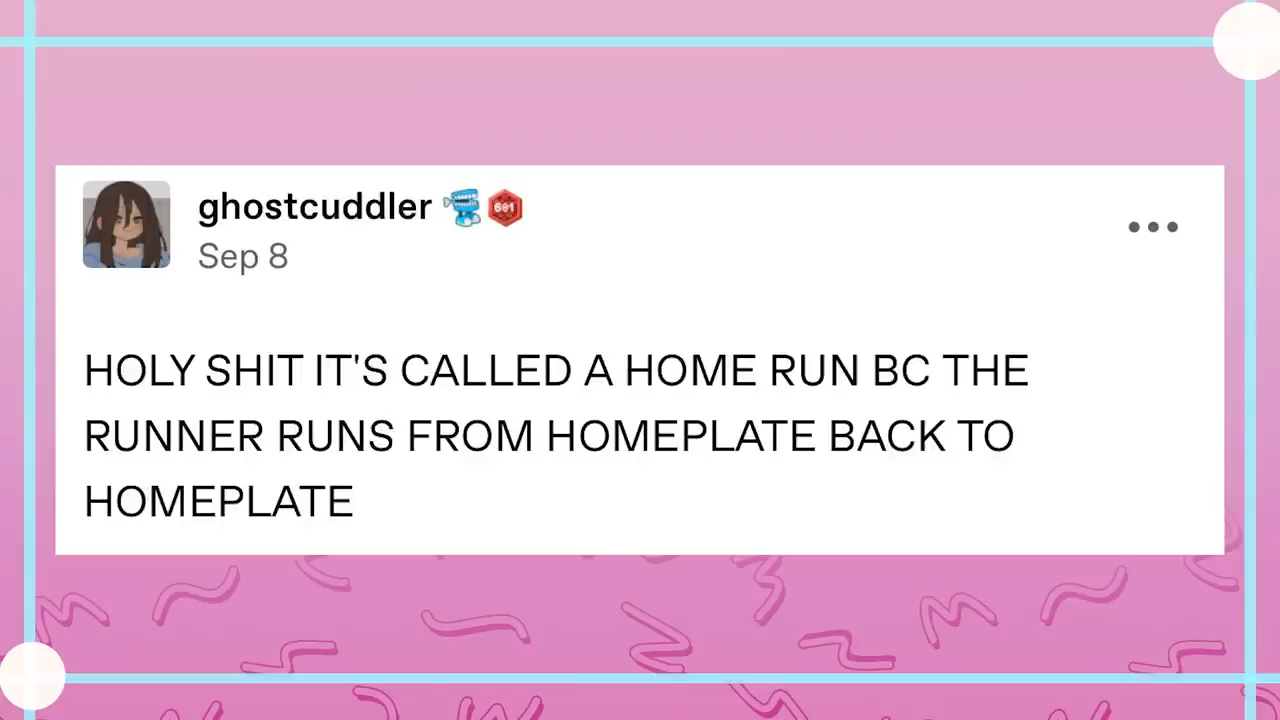 ghostcuddler
Sep 8
HOLY SHIT IT'S CALLED A HOME RUN BC THE
RUNNER RUNS FROM HOMEPLATE BACK TO
HOMEPLATE